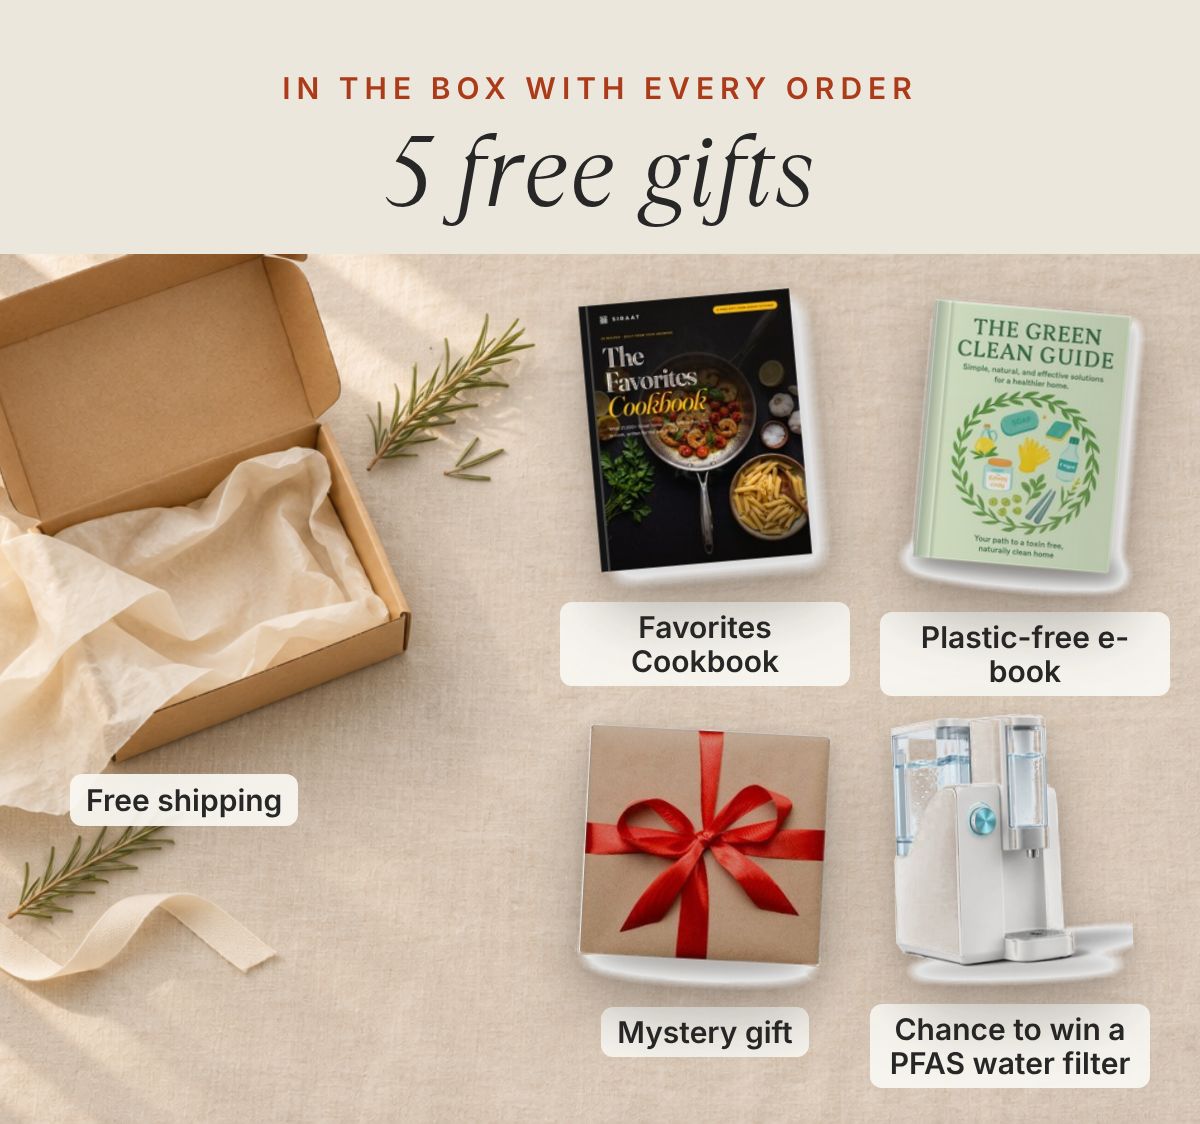 IN THE BOX WITH EVERY ORDER
5 free gifts
SIRAAT
The
Favorites
Cookbook
THE GREEN
CLEAN GUIDE
Simple, natural, and effective solutions
for a healthier home.
SOAP
Your path to a toxin free,
naturally clean home
Favorites
Cookbook
Plastic-free e-
book
Free shipping
Mystery gift
Chance to win a
PFAS water filter